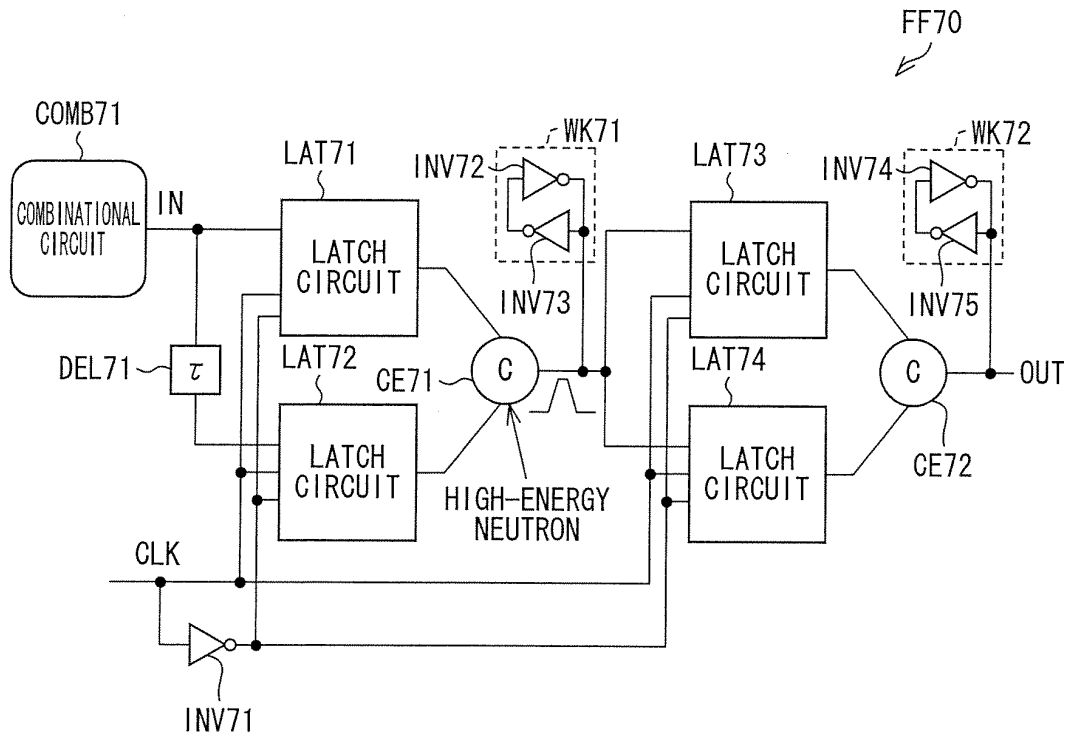 FF70
COMB71
COMBINATIONAL
CIRCUIT
IN
LAT71
LATCH
CIRCUIT
INV72
WK71
INV73
LAT73
LATCH
CIRCUIT
INV74
WK72
INV75
DEL71
τ
LAT72
LATCH
CIRCUIT
CE71
C
HIGH-ENERGY
NEUTRON
LAT74
LATCH
CIRCUIT
C
OUT
CE72
CLK
INV71